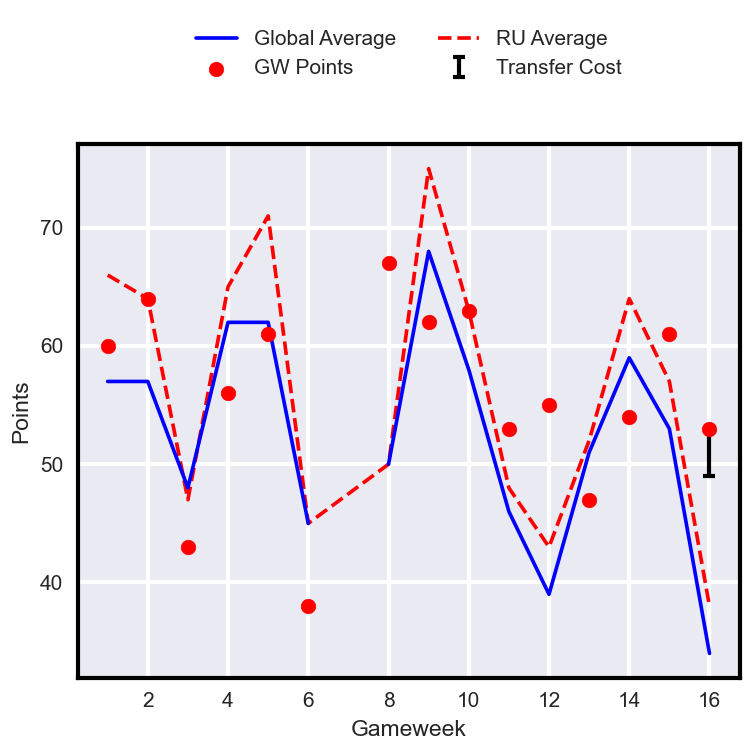 Global Average RU Average
GW Points Transfer Cost
70
60
50
40
Points
2 4 6 8 10 12 14 16
Gameweek